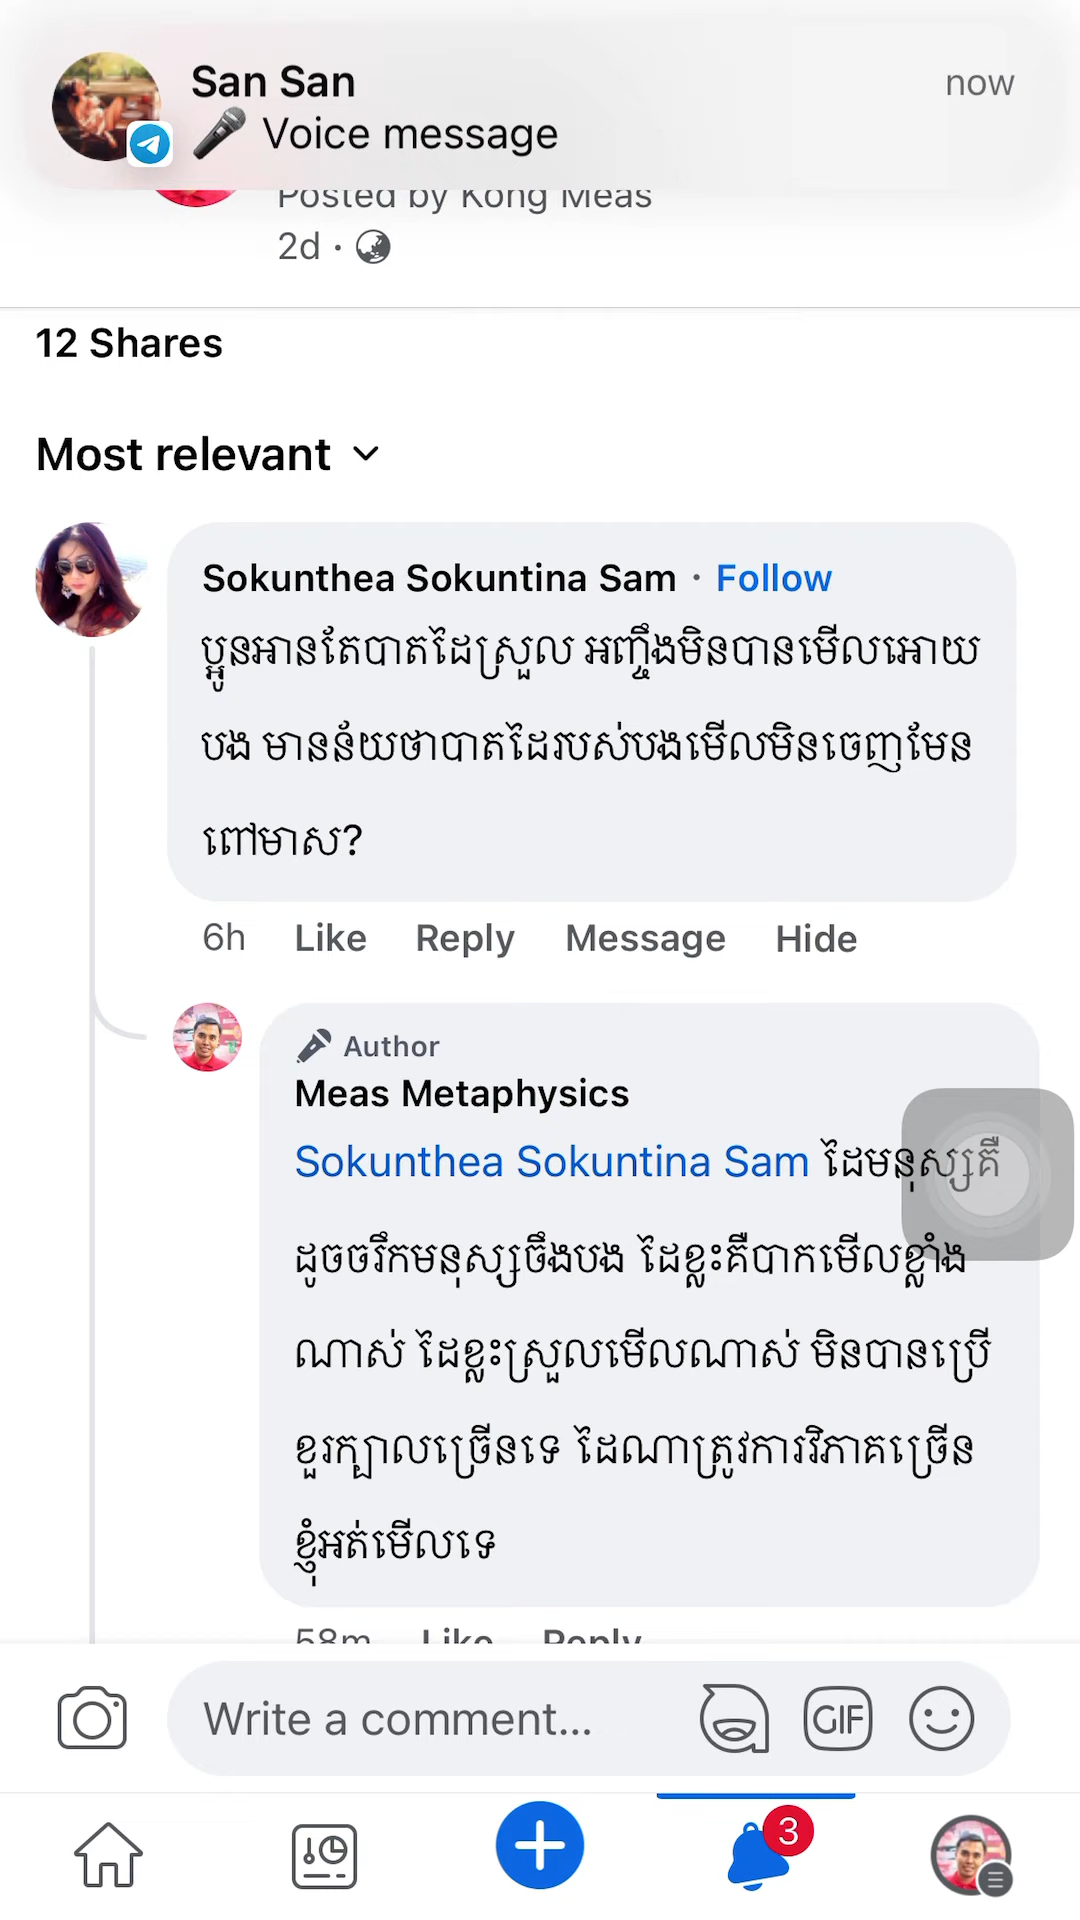 San San
now
Voice message
Posted by Kong Meas
2d ·
12 Shares
Most relevant
Sokunthea Sokuntina Sam · Follow
ប្អូនអានតែបាតដៃស្រួល អញ្ចឹងមិនបានមើលអោយ
បង មានន័យថាបាតដៃរបស់បងមើលមិនចេញមែន
ពៅមាស?
6h Like Reply Message Hide
Author
Meas Metaphysics
Sokunthea Sokuntina Sam ដៃមនុស្សគឺ
ដូចចរឹកមនុស្សចឹងបង ដៃខ្លះគឺបាកមើលខ្លាំង
ណាស់ ដៃខ្លះស្រួលមើលណាស់ មិនបានប្រើ
ខួរក្បាលច្រើនទេ ដៃណាត្រូវការវិភាគច្រើន
ខ្ញុំអត់មើលទេ
58m Like Reply
Write a comment...
GIF
3